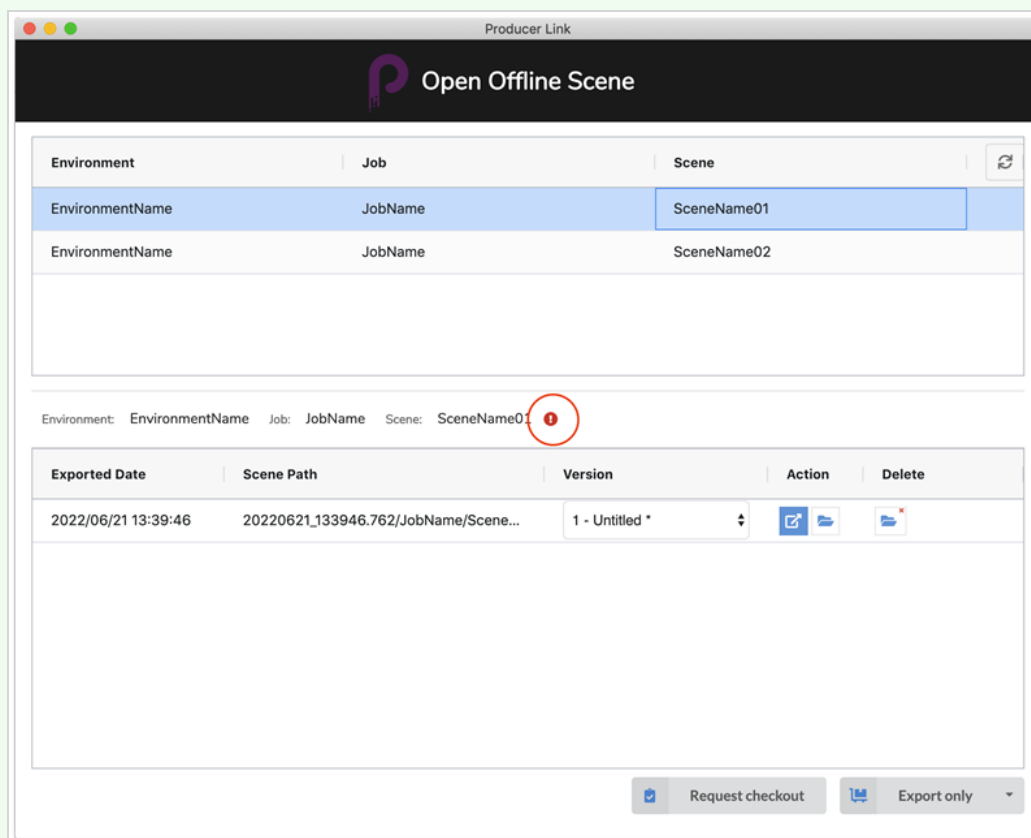 Producer Link
Open Offline Scene
Environment Job Scene
EnvironmentName JobName SceneName01
EnvironmentName JobName SceneName02
Environment: EnvironmentName Job: JobName Scene: SceneName01
Exported Date Scene Path Version Action Delete
2022/06/21 13:39:46 20220621_133946.762/JobName/Scene... 1 - Untitled *
Request checkout Export only